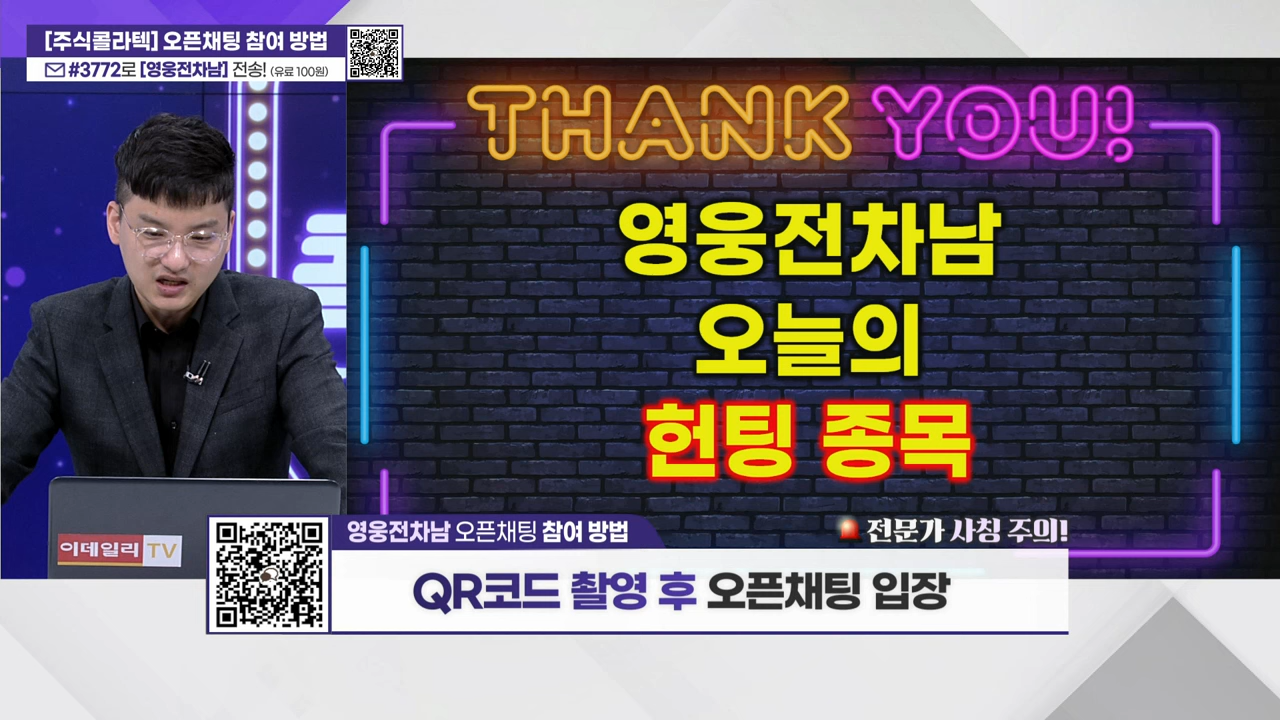 [주식콜라텍] 오픈채팅 참여 방법
#3772로 [영웅전차남] 전송! (유료 100원)
THANK YOU!
영웅전차남
오늘의
헌팅 종목
이데일리 TV
영웅전차남 오픈채팅 참여 방법
전문가 사칭 주의!
QR코드 촬영 후 오픈채팅 입장